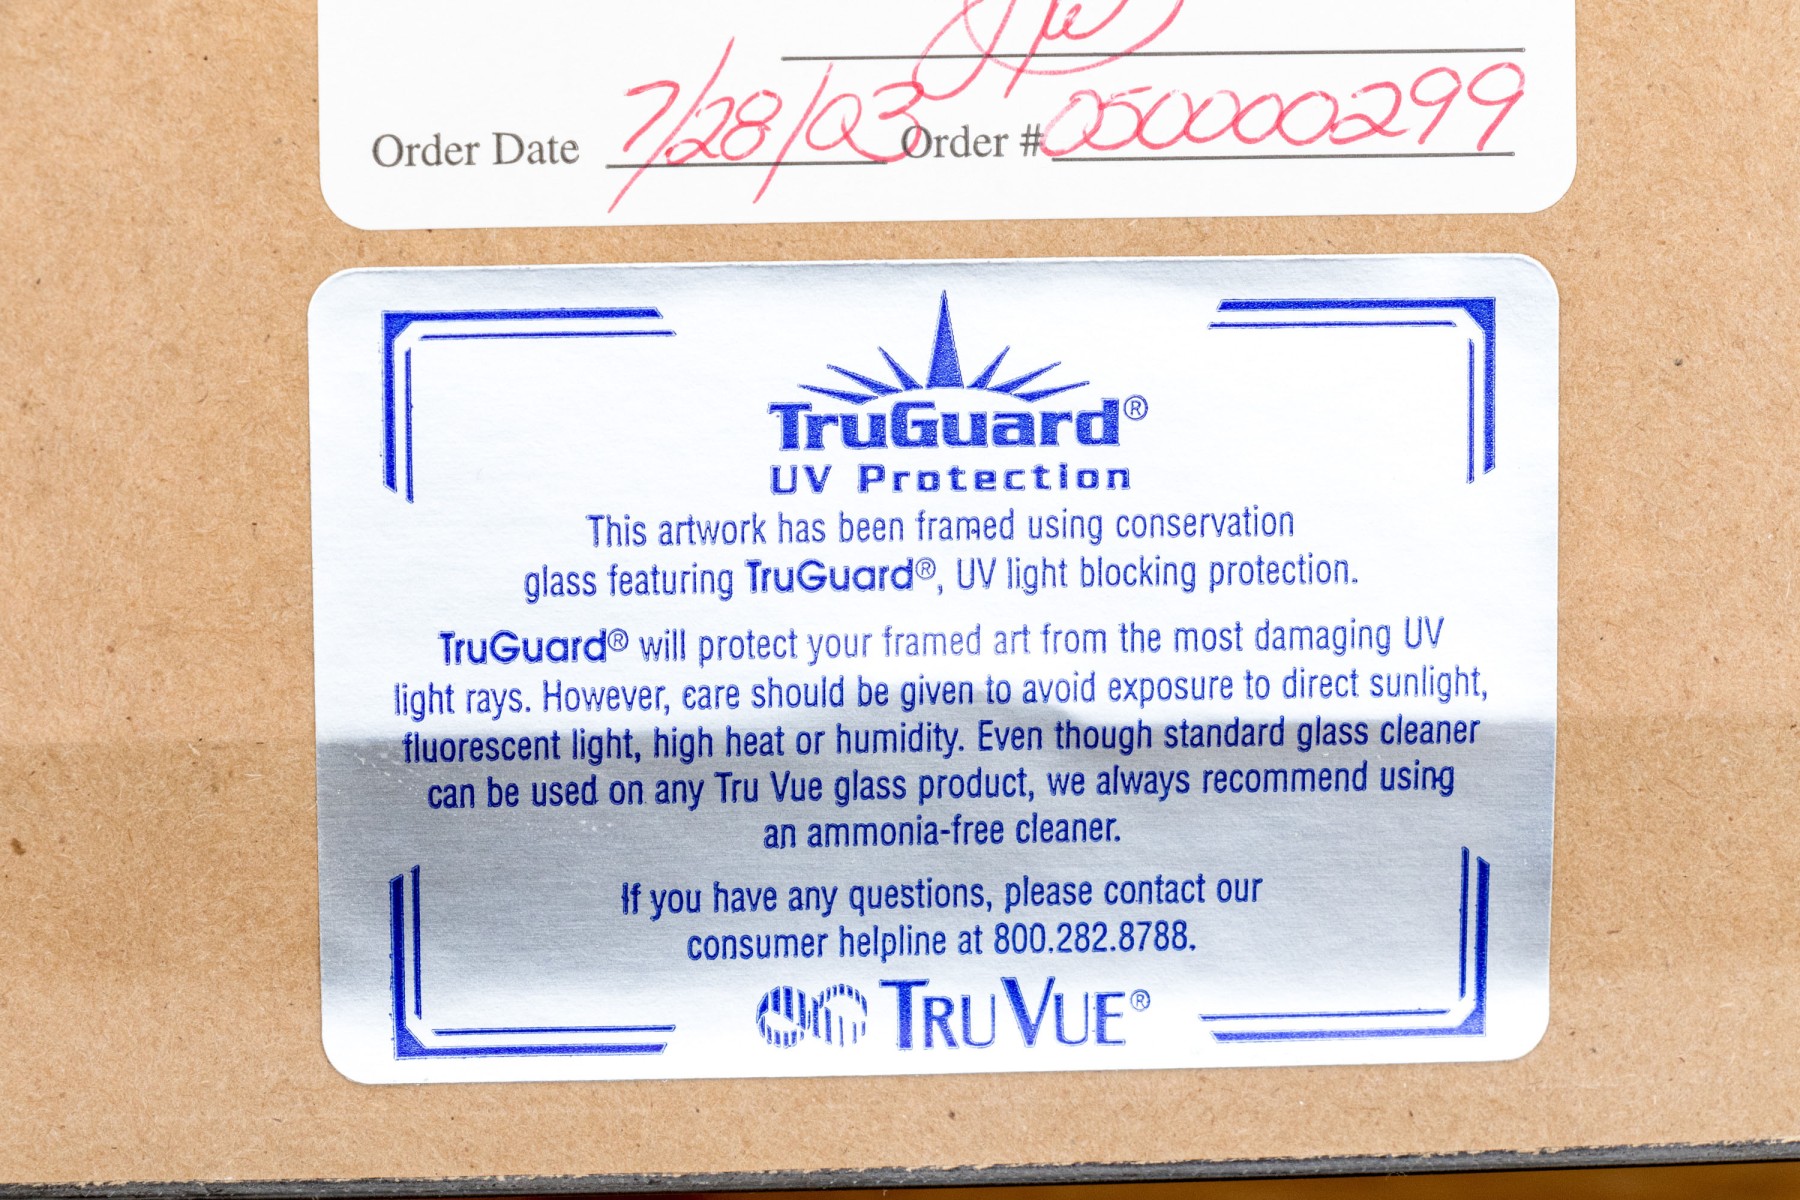 Order Date 7/28/03 Order # 050000299
TruGuard®
UV Protection
This artwork has been framed using conservation
glass featuring TruGuard®, UV light blocking protection.
TruGuard® will protect your framed art from the most damaging UV
light rays. However, care should be given to avoid exposure to direct sunlight,
fluorescent light, high heat or humidity. Even though standard glass cleaner
can be used on any Tru Vue glass product, we always recommend using
an ammonia-free cleaner.
If you have any questions, please contact our
consumer helpline at 800.282.8788.
TRU VUE®